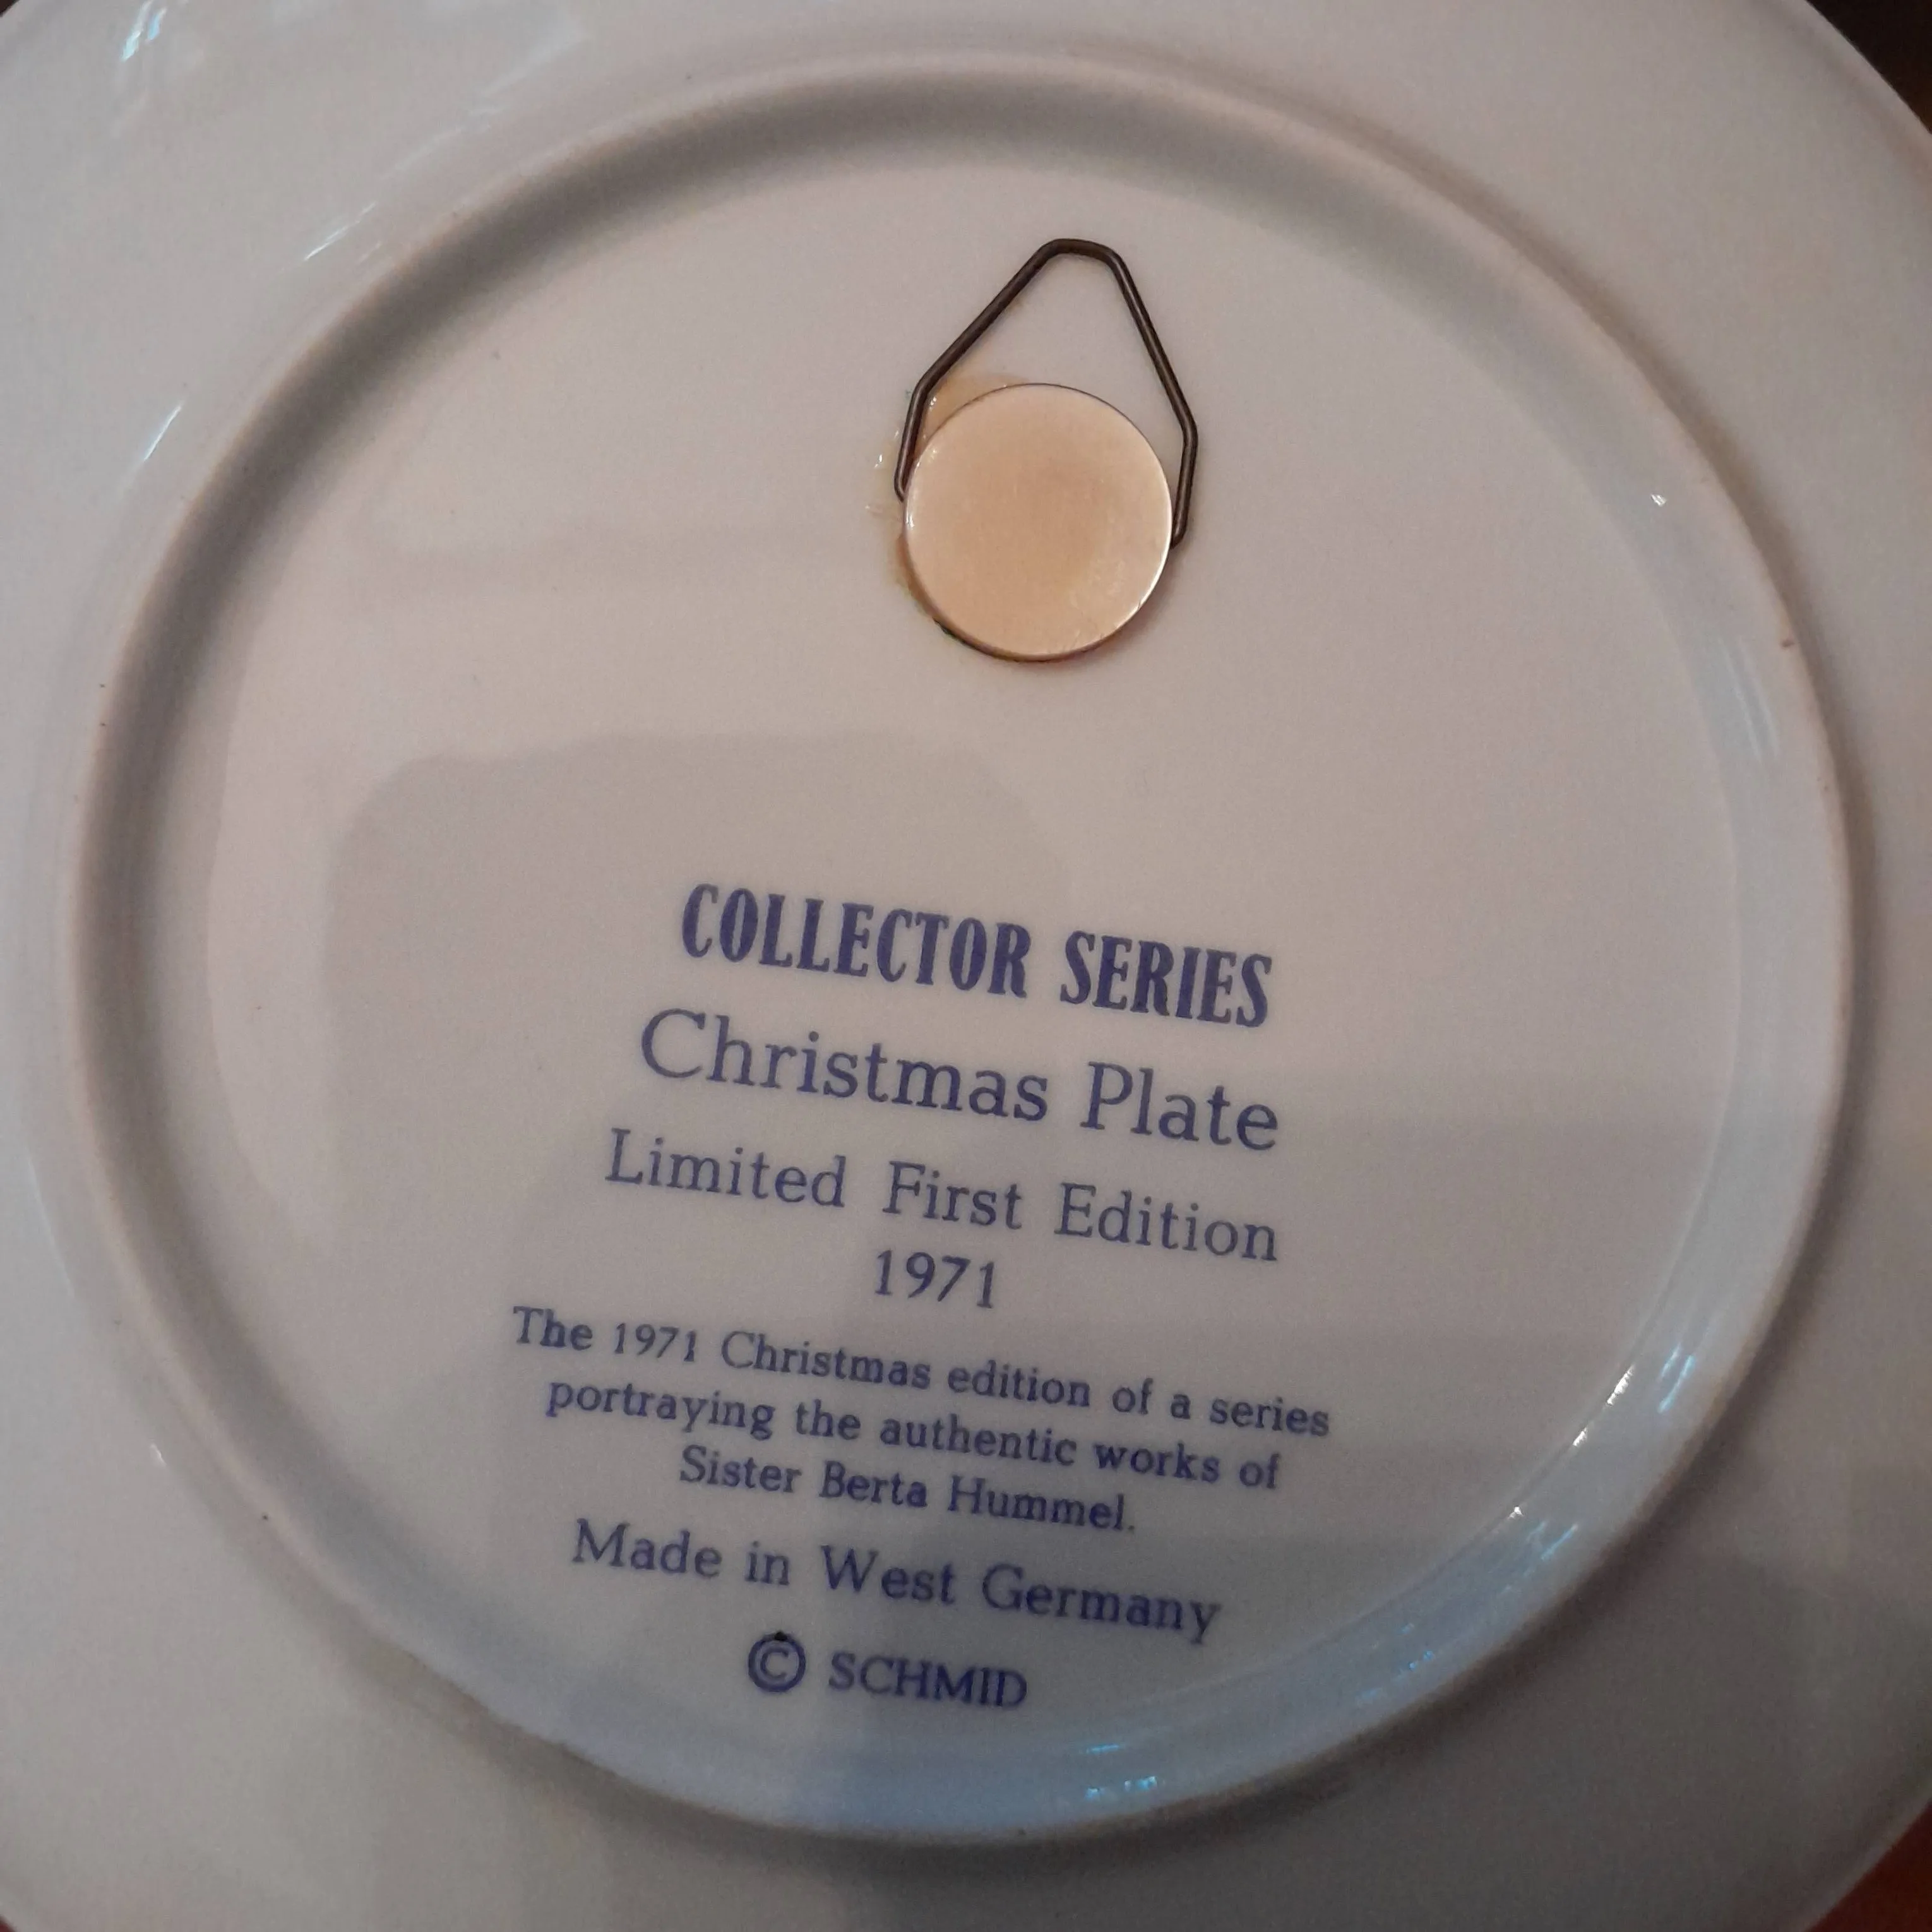 COLLECTOR SERIES
Christmas Plate
Limited First Edition
1971
The 1971 Christmas edition of a series
portraying the authentic works of
Sister Berta Hummel.
Made in West Germany
© SCHMID